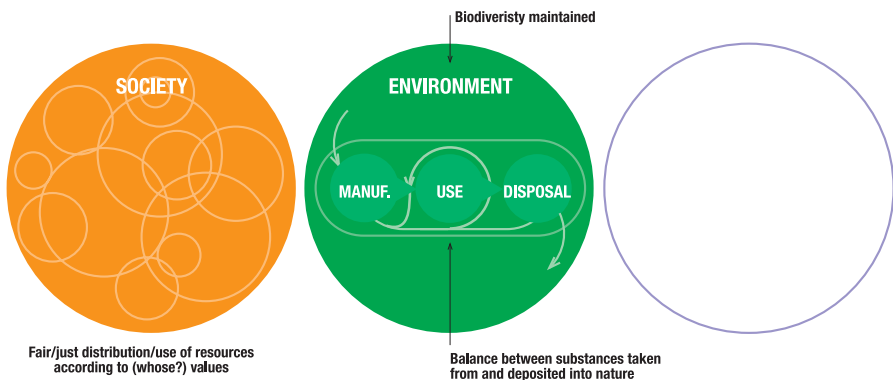 Biodiveristy maintained
SOCIETY
ENVIRONMENT
MANUF.
USE
DISPOSAL
Fair/just distribution/use of resources
according to (whose?) values
Balance between substances taken
from and deposited into nature